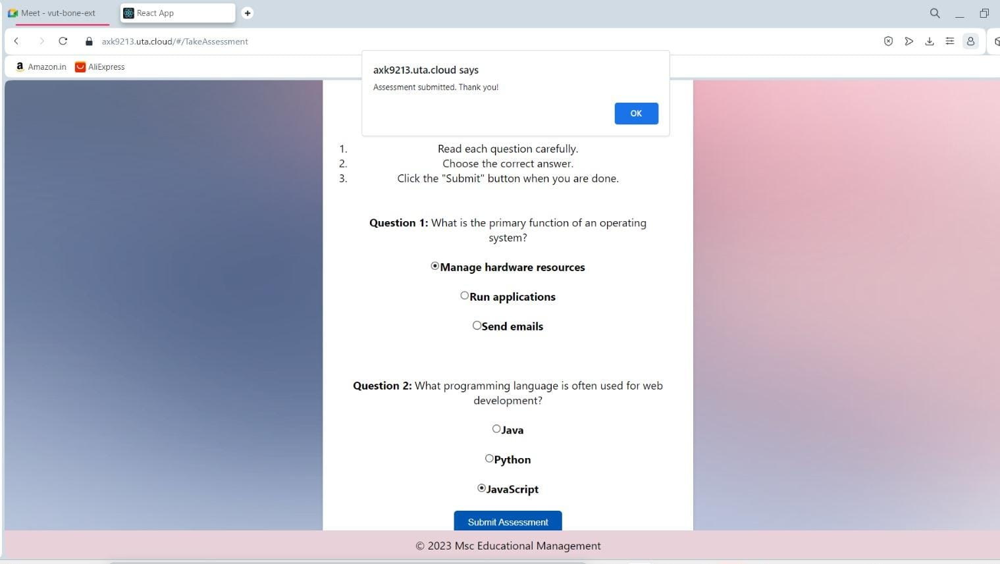 Meet - vut-bone-ext
React App
axk9213.uta.cloud/#/TakeAssessment
a Amazon.in
AliExpress
axk9213.uta.cloud says
Assessment submitted. Thank you!
OK
1. Read each question carefully.
2. Choose the correct answer.
3. Click the "Submit" button when you are done.
Question 1: What is the primary function of an operating
system?
Manage hardware resources
Run applications
Send emails
Question 2: What programming language is often used for web
development?
Java
Python
JavaScript
Submit Assessment
© 2023 Msc Educational Management